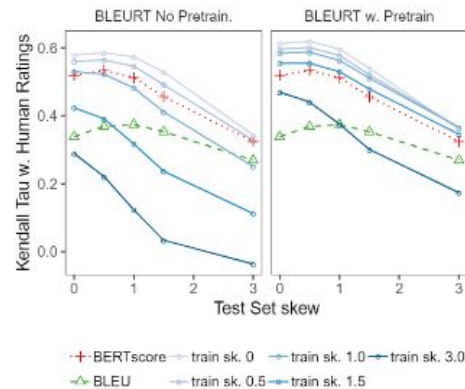 BLEURT No Pretrain.
BLEURT w. Pretrain
Kendall Tau w. Human Ratings
0.6
0.4
0.2
0.0
0 1 2 3
0 1 2 3
Test Set skew
BERTscore train sk. 0 train sk. 1.0 train sk. 3.0
BLEU train sk. 0.5 train sk. 1.5